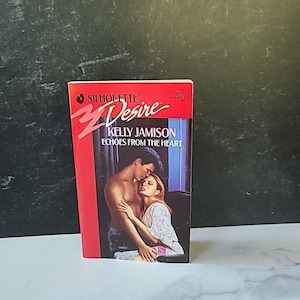 SILHOUETTE
Desire
KELLY JAMISON
ECHOES FROM THE HEART